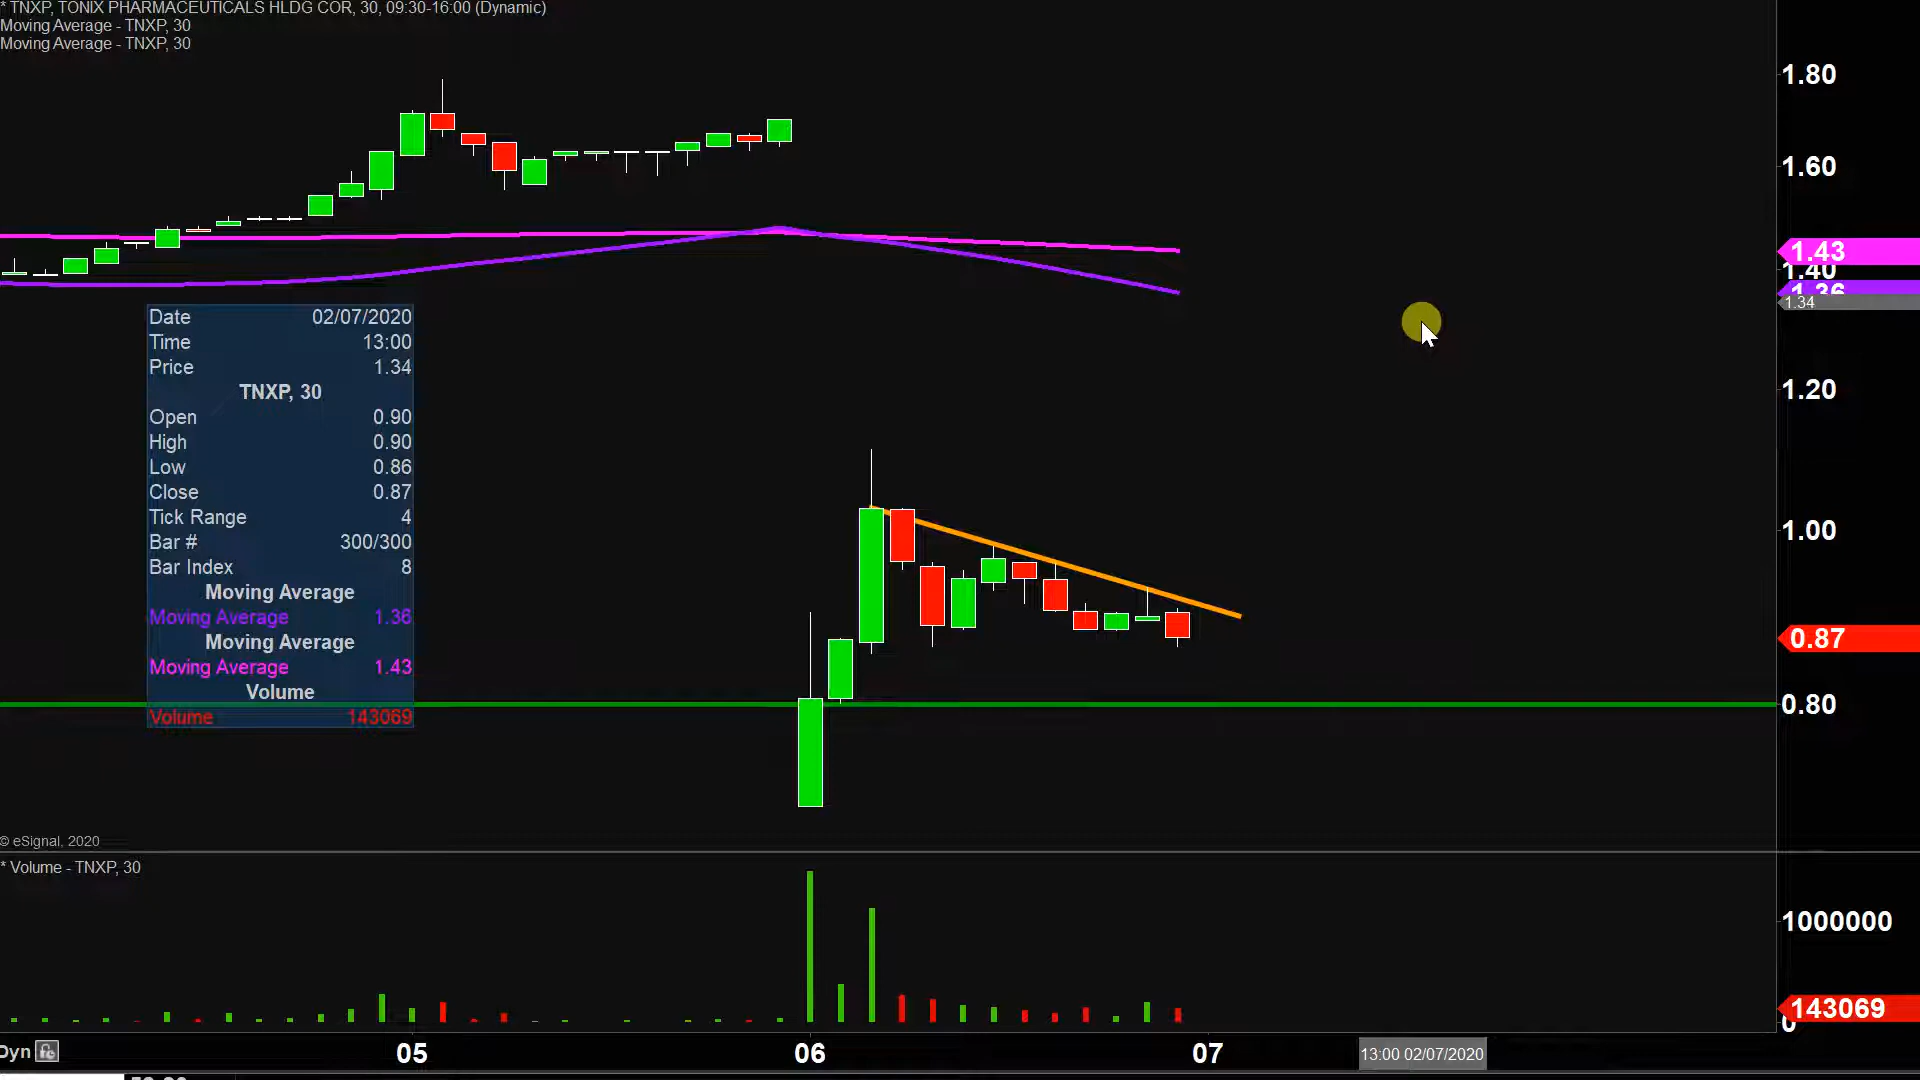 * TNXP, TONIX PHARMACEUTICALS HLDG COR, 30, 09:30-16:00 (Dynamic)
Moving Average - TNXP, 30
Moving Average - TNXP, 30
1.80
1.60
1.43
1.40
1.36
1.34
1.20
1.00
0.87
0.80
Date 02/07/2020
Time 13:00
Price 1.34
TNXP, 30
Open 0.90
High 0.90
Low 0.86
Close 0.87
Tick Range 4
Bar # 300/300
Bar Index 8
Moving Average
Moving Average 1.36
Moving Average
Moving Average 1.43
Volume
Volume 143069
© eSignal, 2020
* Volume - TNXP, 30
1000000
143069
0
Dyn
05
06
07
13:00 02/07/2020